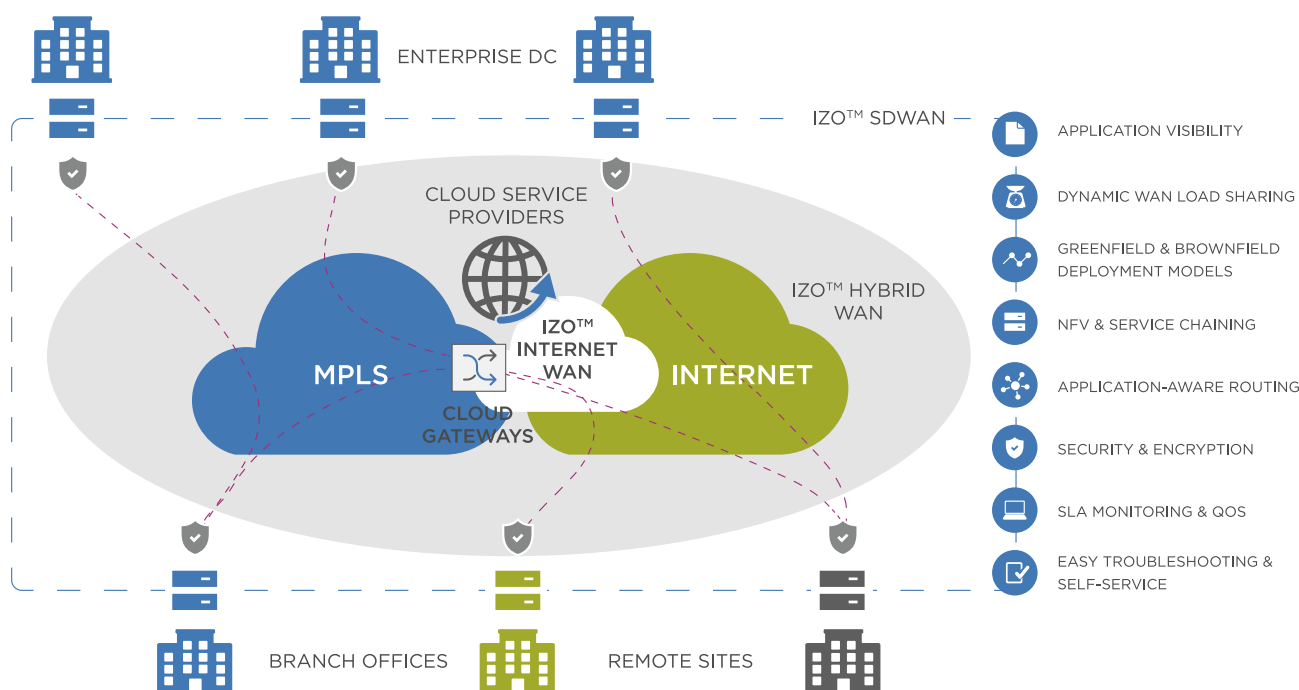 ENTERPRISE DC
IZO™ SDWAN
CLOUD SERVICE
PROVIDERS
IZO™ HYBRID
WAN
MPLS
IZO™
INTERNET
WAN
INTERNET
CLOUD
GATEWAYS
BRANCH OFFICES
REMOTE SITES
APPLICATION VISIBILITY
DYNAMIC WAN LOAD SHARING
GREENFIELD & BROWNFIELD
DEPLOYMENT MODELS
NFV & SERVICE CHAINING
APPLICATION-AWARE ROUTING
SECURITY & ENCRYPTION
SLA MONITORING & QOS
EASY TROUBLESHOOTING &
SELF-SERVICE